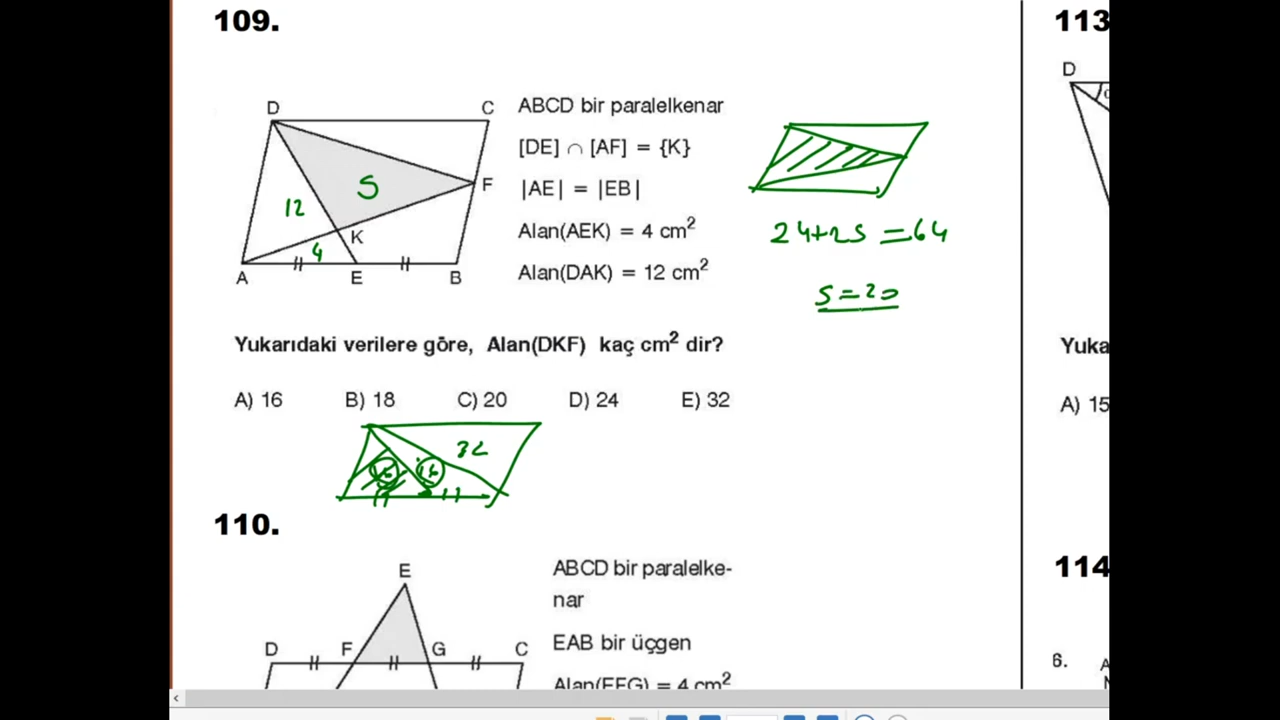 109.
D C
F
K
A E B
12
S
4
ABCD bir paralelkenar
[DE] ∩ [AF] = {K}
|AE| = |EB|
Alan(AEK) = 4 cm²
Alan(DAK) = 12 cm²
24+2S=64
S=20
Yukarıdaki verilere göre, Alan(DKF) kaç cm² dir?
A) 16 B) 18 C) 20 D) 24 E) 32
16 16 32
110.
E
D F G C
ABCD bir paralelke-
nar
EAB bir üçgen
Alan(EFG) = 4 cm²
113
D
Yuka
A) 15
114
6. A